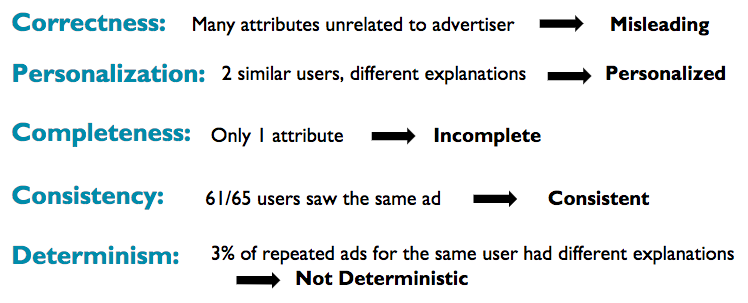 Correctness: Many attributes unrelated to advertiser Misleading
Personalization: 2 similar users, different explanations Personalized
Completeness: Only 1 attribute Incomplete
Consistency: 61/65 users saw the same ad Consistent
Determinism: 3% of repeated ads for the same user had different explanations
Not Deterministic